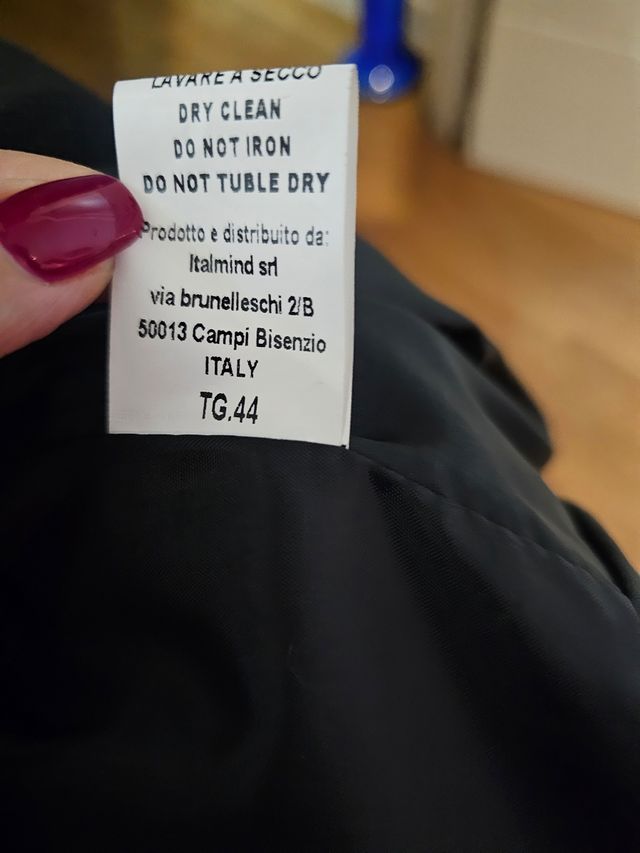 LAVARE A SECCO
DRY CLEAN
DO NOT IRON
DO NOT TUBLE DRY
Prodotto e distribuito da:
Italmind srl
via brunelleschi 2/B
50013 Campi Bisenzio
ITALY
TG.44